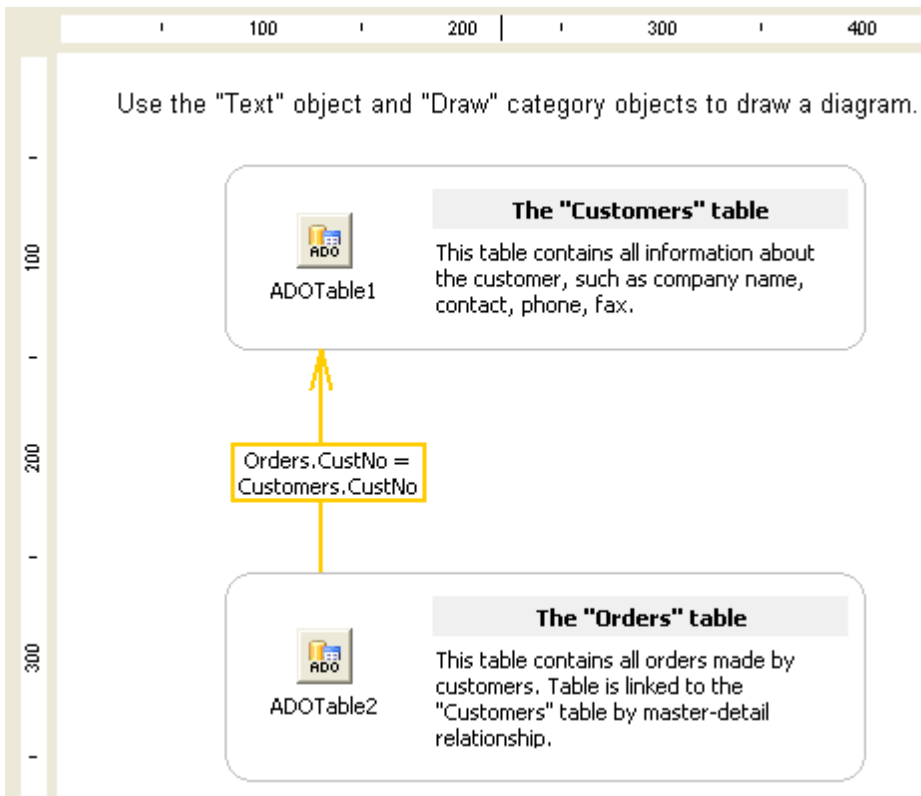 100 200 300 400
Use the "Text" object and "Draw" category objects to draw a diagram.
100
200
300
ADO
ADOTable1
The "Customers" table
This table contains all information about
the customer, such as company name,
contact, phone, fax.
Orders.CustNo =
Customers.CustNo
ADO
ADOTable2
The "Orders" table
This table contains all orders made by
customers. Table is linked to the
"Customers" table by master-detail
relationship.